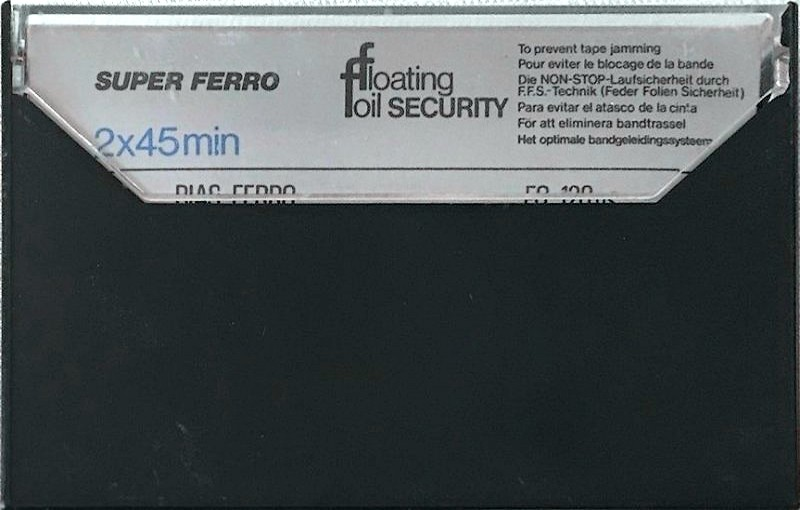 SUPER FERRO
2x45min
floating
foil SECURITY
To prevent tape jamming
Pour eviter le blocage de la bande
Die NON-STOP-Laufsicherheit durch
F.F.S.-Technik (Feder Folien Sicherheit)
Para evitar el atasco de la cinta
För att eliminera bandtrassel
Het optimale bandgeleidingssysteem
BIAS FERRO